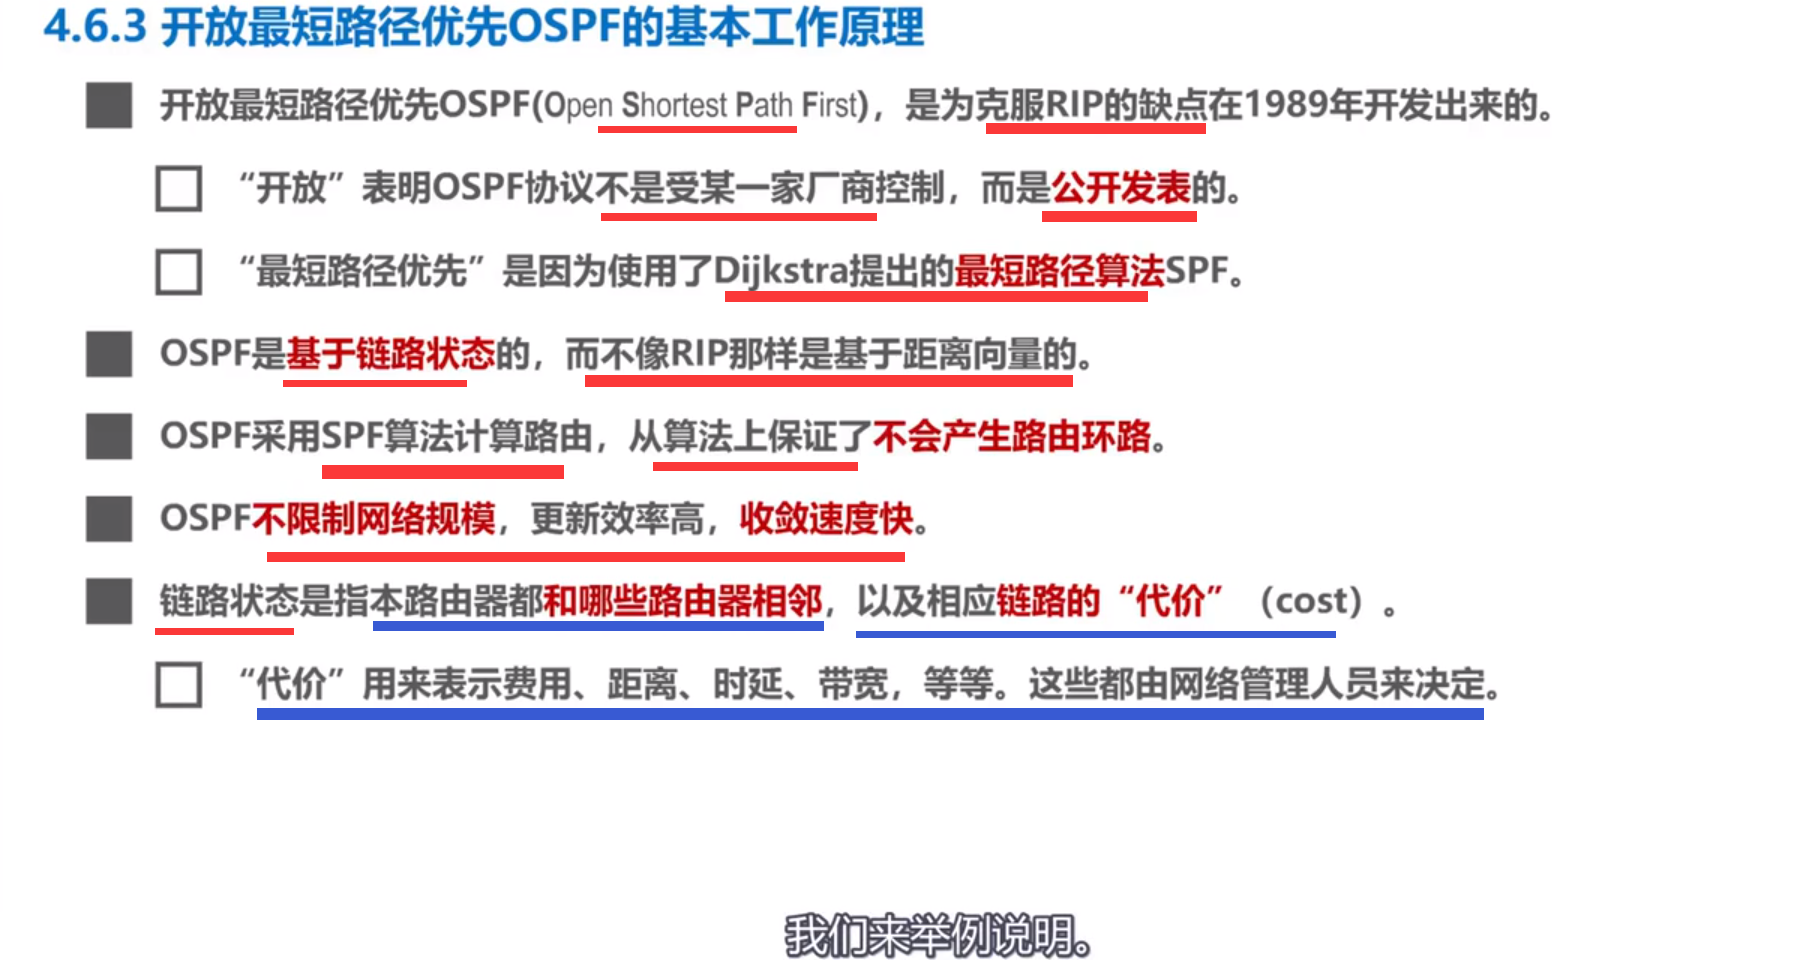 4.6.3 开放最短路径优先OSPF的基本工作原理
开放最短路径优先OSPF(Open Shortest Path First)，是为克服RIP的缺点在1989年开发出来的。
“开放”表明OSPF协议不是受某一家厂商控制，而是公开发表的。
“最短路径优先”是因为使用了Dijkstra提出的最短路径算法SPF。
OSPF是基于链路状态的，而不像RIP那样是基于距离向量的。
OSPF采用SPF算法计算路由，从算法上保证了不会产生路由环路。
OSPF不限制网络规模，更新效率高，收敛速度快。
链路状态是指本路由器都和哪些路由器相邻，以及相应链路的“代价”（cost）。
“代价”用来表示费用、距离、时延、带宽，等等。这些都由网络管理人员来决定。
我们来举例说明。